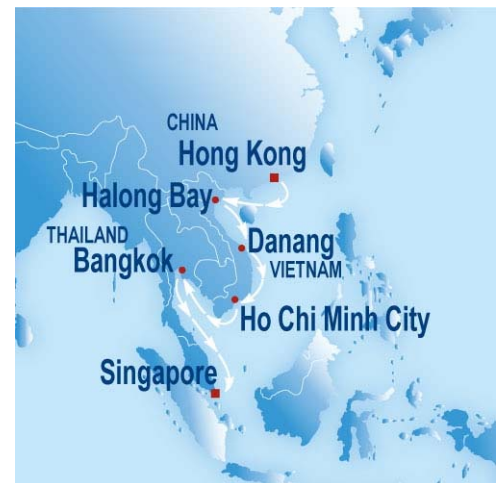 CHINA
Hong Kong
Halong Bay
THAILAND
Bangkok
Danang
VIETNAM
Ho Chi Minh City
Singapore